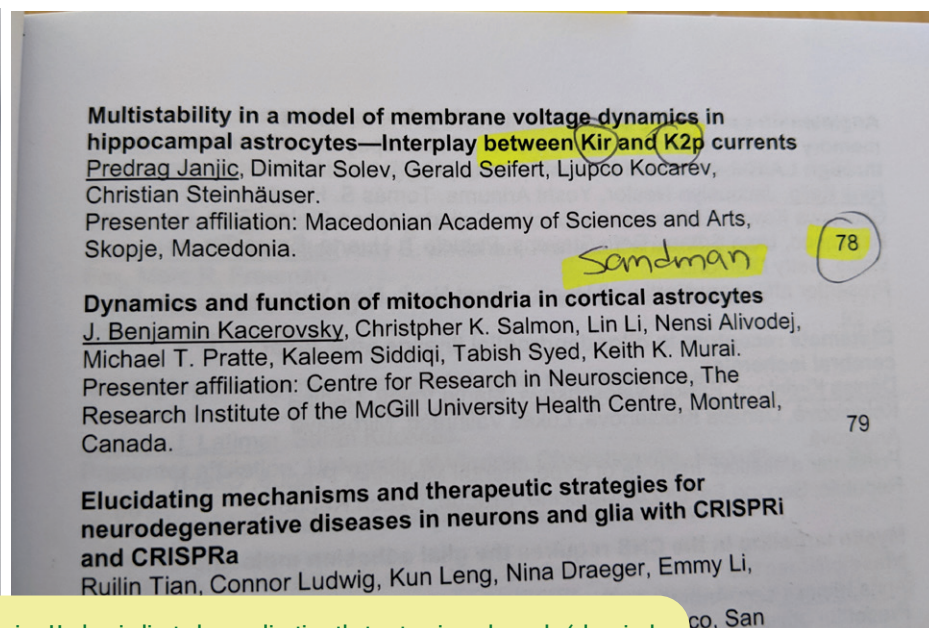 Multistability in a model of membrane voltage dynamics in
hippocampal astrocytes—Interplay between Kir and K2p currents
Predrag Janjic, Dimitar Solev, Gerald Seifert, Ljupco Kocarev,
Christian Steinhäuser.
Presenter affiliation: Macedonian Academy of Sciences and Arts,
Skopje, Macedonia.
78
Sandman
Dynamics and function of mitochondria in cortical astrocytes
J. Benjamin Kacerovsky, Christpher K. Salmon, Lin Li, Nensi Alivodej,
Michael T. Pratte, Kaleem Siddiqi, Tabish Syed, Keith K. Murai.
Presenter affiliation: Centre for Research in Neuroscience, The
Research Institute of the McGill University Health Centre, Montreal,
Canada.
79
Elucidating mechanisms and therapeutic strategies for
neurodegenerative diseases in neurons and glia with CRISPRi
and CRISPRa
Ruilin Tian, Connor Ludwig, Kun Leng, Nina Draeger, Emmy Li,
co, San